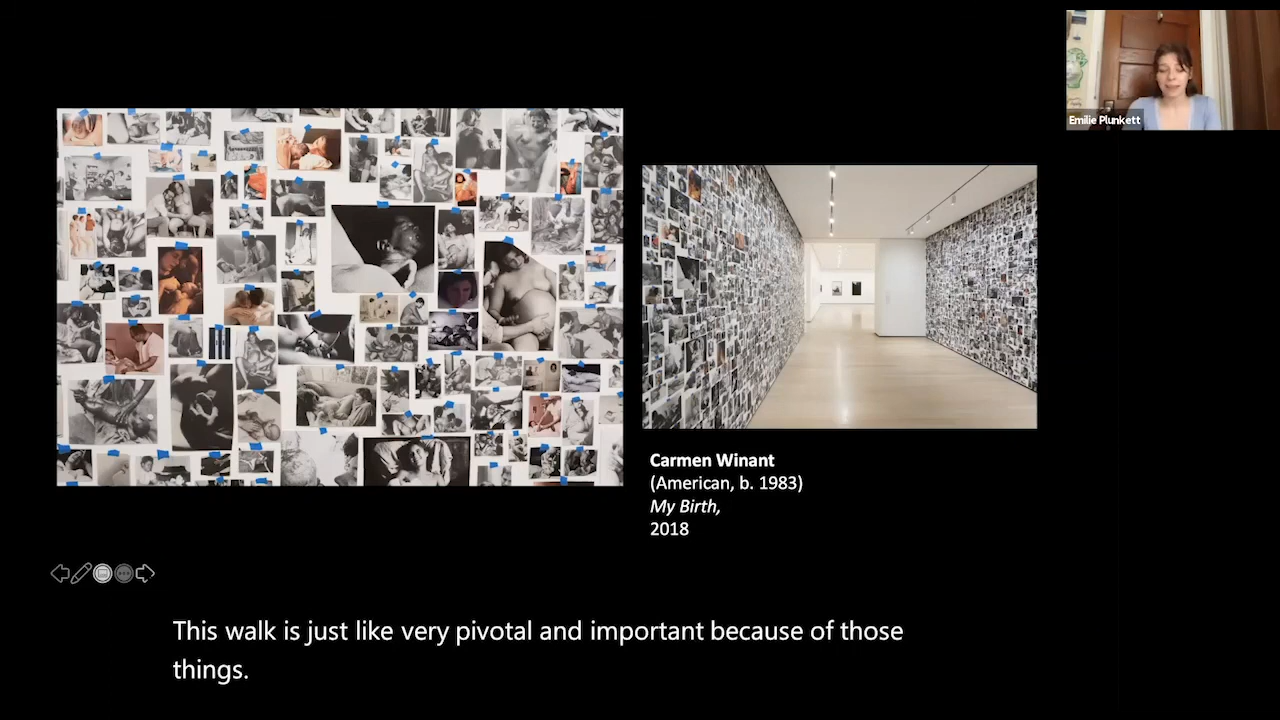 Emilie Plunkett
Carmen Winant
(American, b. 1983)
My Birth,
2018
This walk is just like very pivotal and important because of those
things.